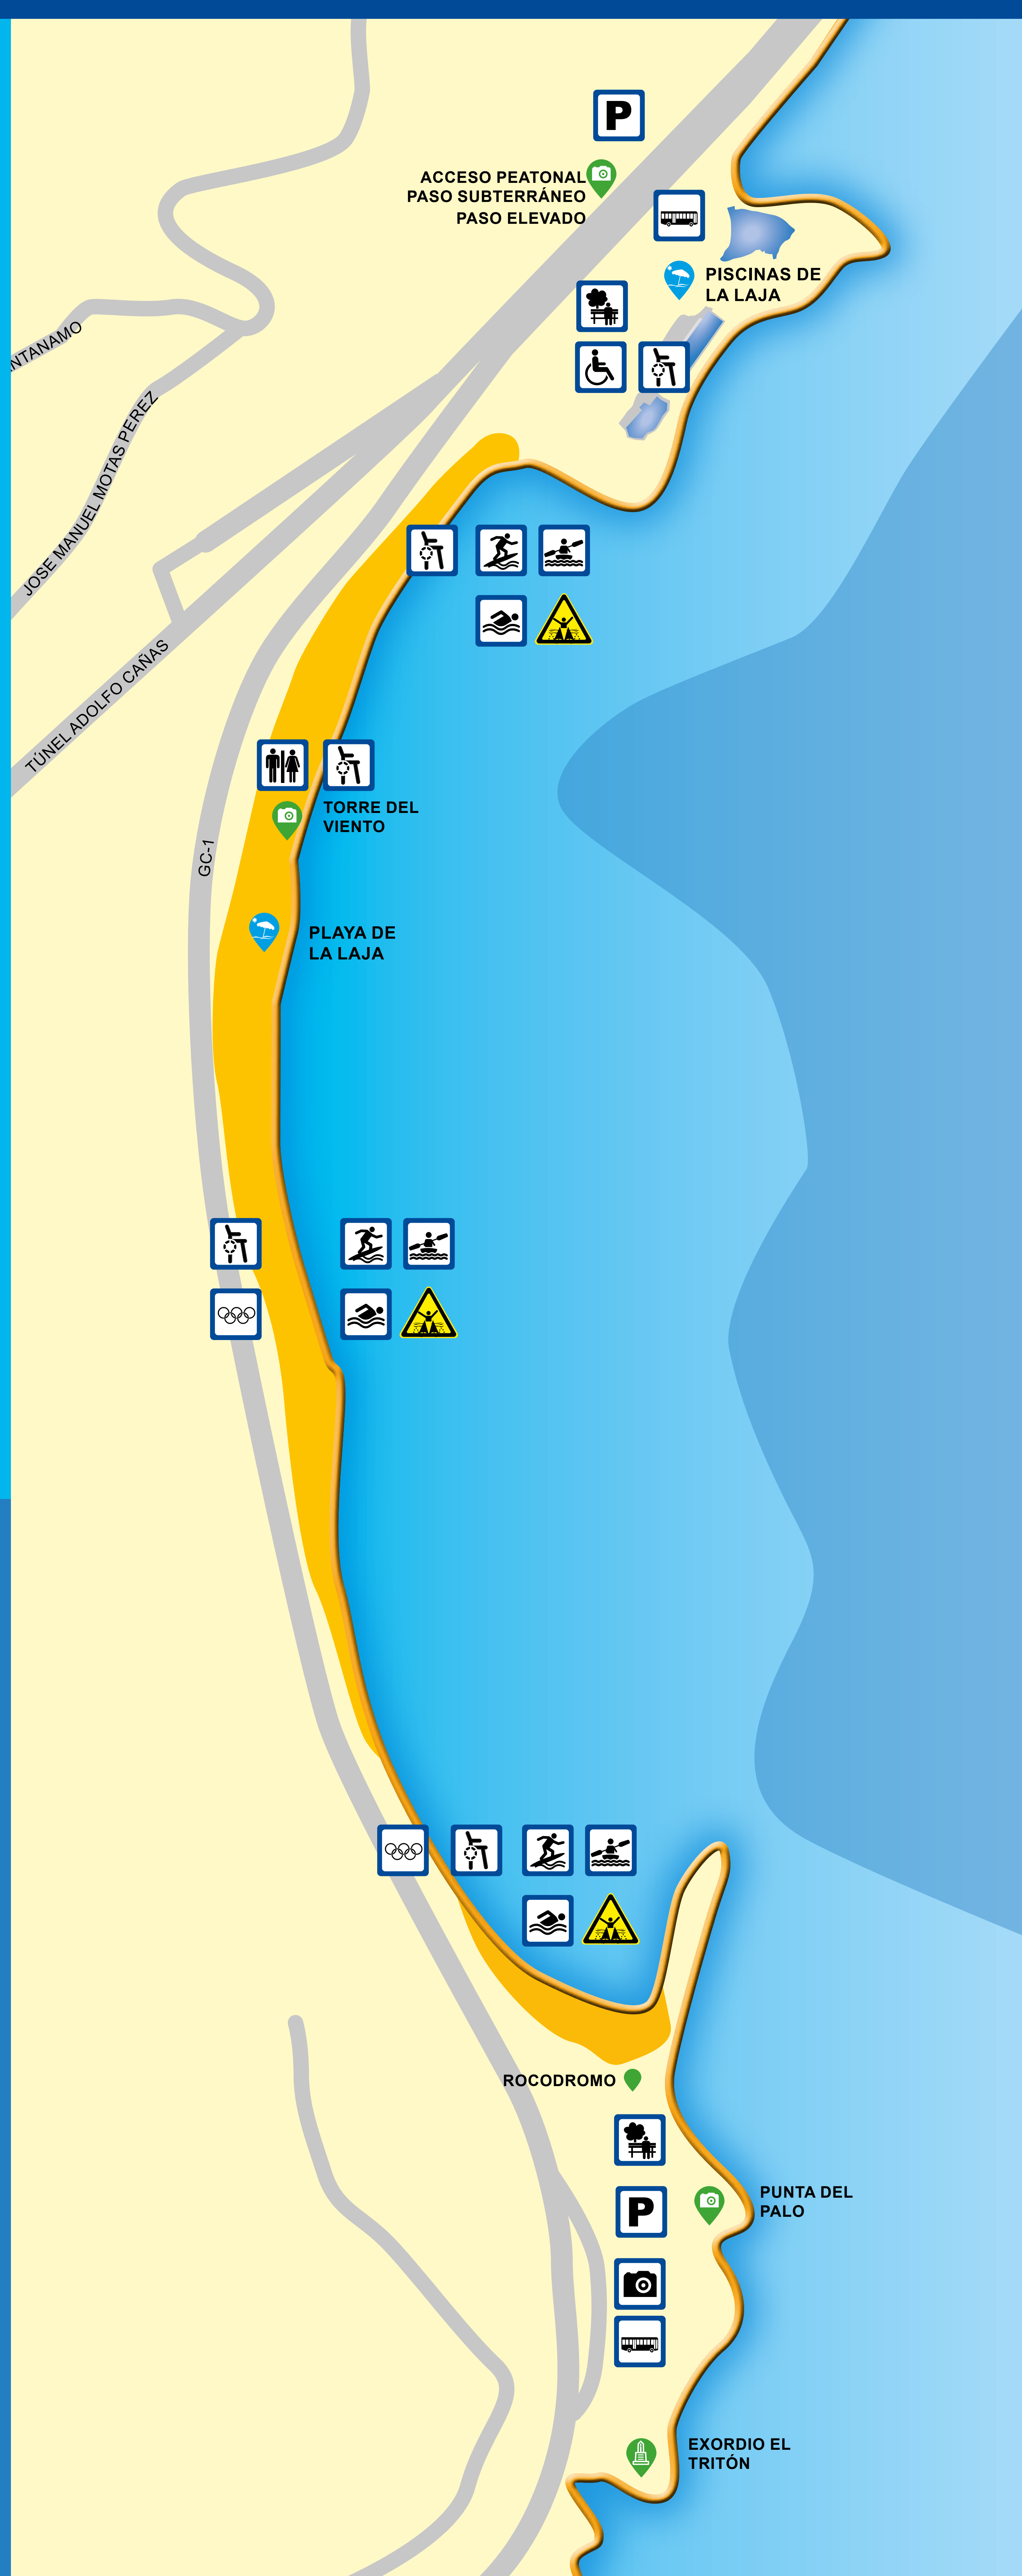 P
ACCESO PEATONAL
PASO SUBTERRÁNEO
PASO ELEVADO
PISCINAS DE
LA LAJA
NTANAMO
JOSE MANUEL MOTAS PEREZ
TÚNEL ADOLFO CAÑAS
TORRE DEL
VIENTO
GC-1
PLAYA DE
LA LAJA
ROCODROMO
PUNTA DEL
PALO
P
EXORDIO EL
TRITÓN